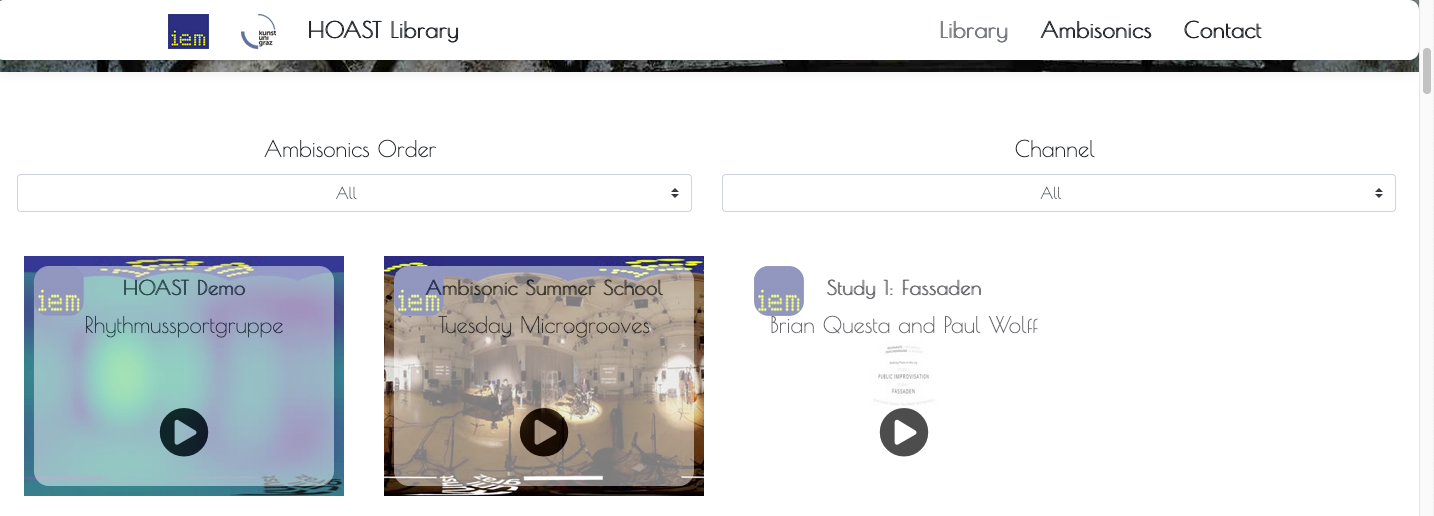 iem
kunst
uni
graz
HOAST Library
Library
Ambisonics
Contact
Ambisonics Order
Channel
All
All
iem
HOAST Demo
Rhythmussportgruppe
iem
Ambisonic Summer School
Tuesday Microgrooves
iem
Study 1: Fassaden
Brian Questa and Paul Wolff
PUBLIC IMPROVISATION
FASSADEN